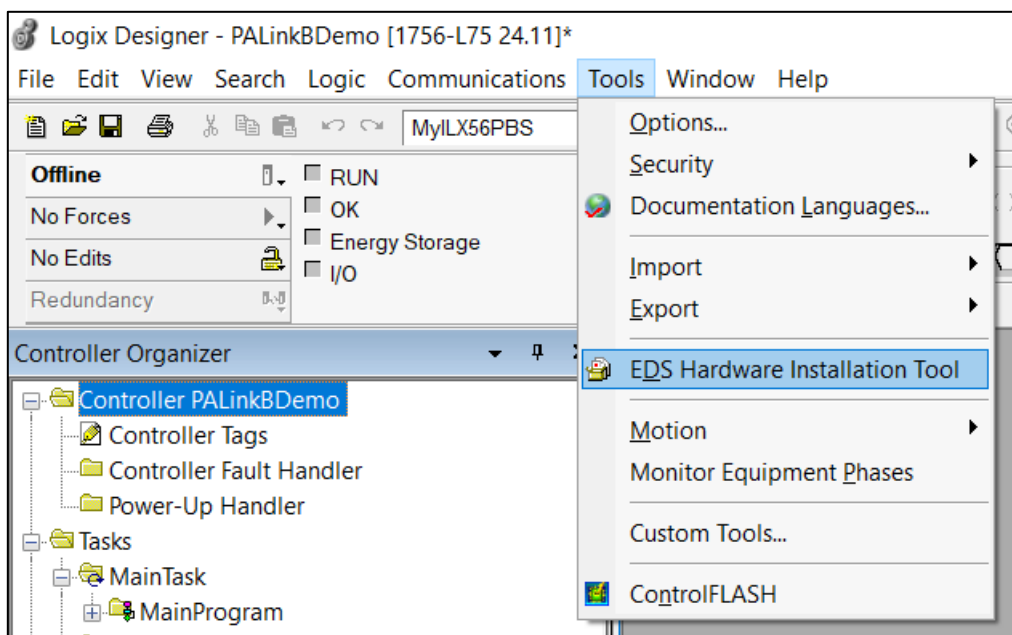 Logix Designer - PALinkBDemo [1756-L75 24.11]*
File Edit View Search Logic Communications Tools Window Help
MyILX56PBS
Offline
RUN
No Forces
OK
No Edits
Energy Storage
Redundancy
I/O
Controller Organizer
Controller PALinkBDemo
Controller Tags
Controller Fault Handler
Power-Up Handler
Tasks
MainTask
MainProgram
Options...
Security
Documentation Languages...
Import
Export
EDS Hardware Installation Tool
Motion
Monitor Equipment Phases
Custom Tools...
ControlFLASH